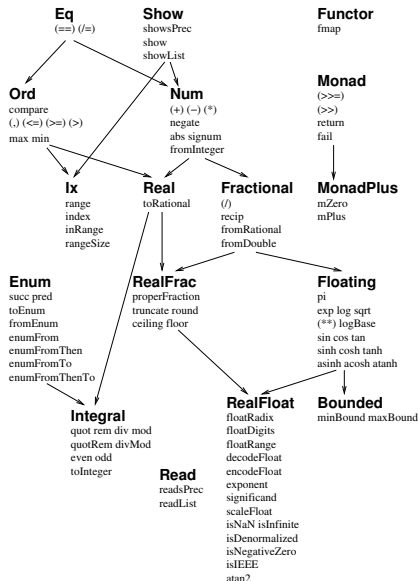 Eq
(==) (/=)
Show
showsPrec
show
showList
Functor
fmap
Ord
compare
(,) (<=) (>=) (>)
max min
Num
(+) (−) (*)
negate
abs signum
fromInteger
Monad
(>>=)
(>>)
return
fail
Ix
range
index
inRange
rangeSize
Real
toRational
Fractional
(/)
recip
fromRational
fromDouble
MonadPlus
mZero
mPlus
Enum
succ pred
toEnum
fromEnum
enumFrom
enumFromThen
enumFromTo
enumFromThenTo
RealFrac
properFraction
truncate round
ceiling floor
Floating
pi
exp log sqrt
(**) logBase
sin cos tan
sinh cosh tanh
asinh acosh atanh
Integral
quot rem div mod
quotRem divMod
even odd
toInteger
Read
readsPrec
readList
RealFloat
floatRadix
floatDigits
floatRange
decodeFloat
encodeFloat
exponent
significand
scaleFloat
isNaN isInfinite
isDenormalized
isNegativeZero
isIEEE
atan2
Bounded
minBound maxBound